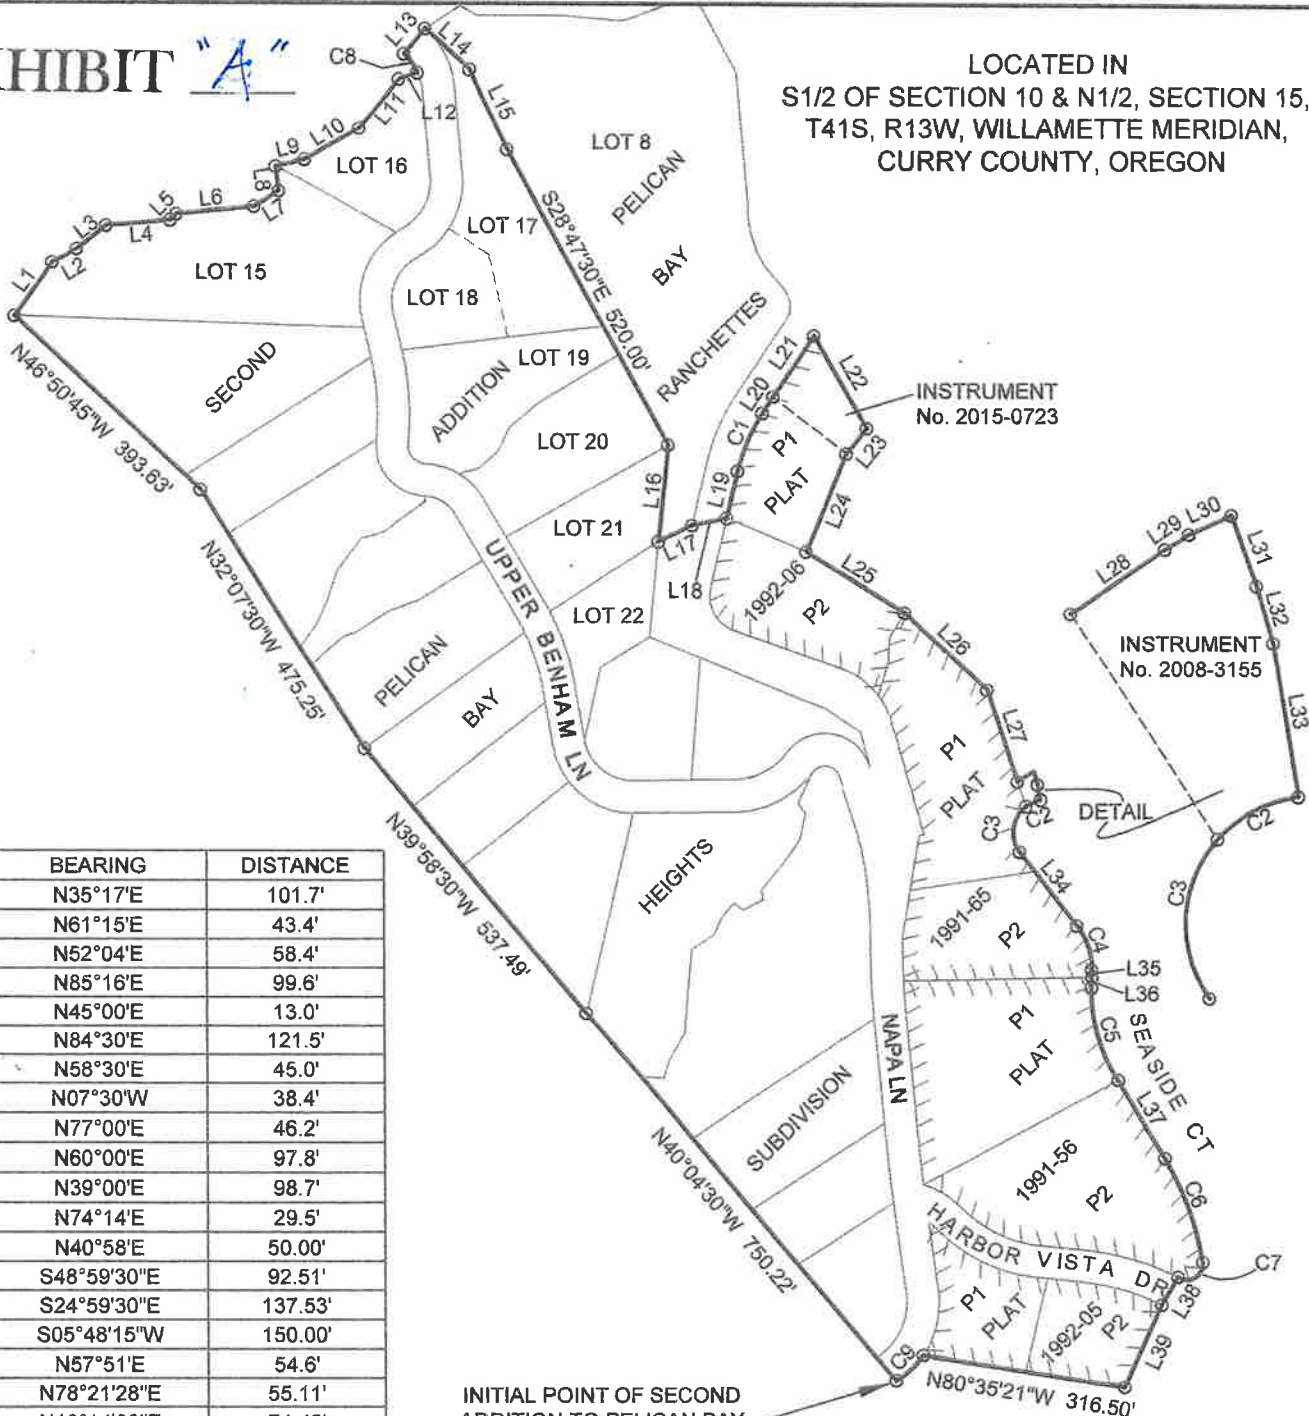 HIBIT "A"
LOCATED IN
S1/2 OF SECTION 10 & N1/2, SECTION 15,
T41S, R13W, WILLAMETTE MERIDIAN,
CURRY COUNTY, OREGON
L13
L14
C8
L11
L12
L15
L10
L9
LOT 16
LOT 8
PELICAN
BAY
RANCHETTES
L8
L7
L6
L5
L4
L3
L2
L1
LOT 17
S28°47'30"E 520.00'
LOT 15
LOT 18
N46°50'45"W 393.63'
SECOND
ADDITION
LOT 19
L21
L22
L20
C1
P1
PLAT
INSTRUMENT
No. 2015-0723
L23
LOT 20
L16
L19
L24
LOT 21
L17
L18
L25
L28
L29
L30
L31
L32
L33
N32°07'30"W 475.25'
UPPER BENHAM LN
LOT 22
1992-06
P2
L26
INSTRUMENT
No. 2008-3155
PELICAN
BAY
L27
P1
PLAT
C2
C3
DETAIL
C2
C3
N39°58'30"W 537.49'
HEIGHTS
L34
1991-65
P2
C4
L35
L36
BEARING DISTANCE
N35°17'E 101.7'
N61°15'E 43.4'
N52°04'E 58.4'
N85°16'E 99.6'
N45°00'E 13.0'
N84°30'E 121.5'
N58°30'E 45.0'
N07°30'W 38.4'
N77°00'E 46.2'
N60°00'E 97.8'
N39°00'E 98.7'
N74°14'E 29.5'
N40°58'E 50.00'
S48°59'30"E 92.51'
S24°59'30"E 137.53'
S05°48'15"W 150.00'
N57°51'E 54.6'
N78°21'28"E 55.11'
P1
PLAT
C5
SEASIDE CT
NAPA LN
L37
SUBDIVISION
N40°04'30"W 750.22'
1991-56
P2
C6
HARBOR VISTA DR
C7
L38
P1
PLAT
1992-05
P2
L39
C9
N80°35'21"W 316.50'
INITIAL POINT OF SECOND
ADDITION TO PELICAN BAY